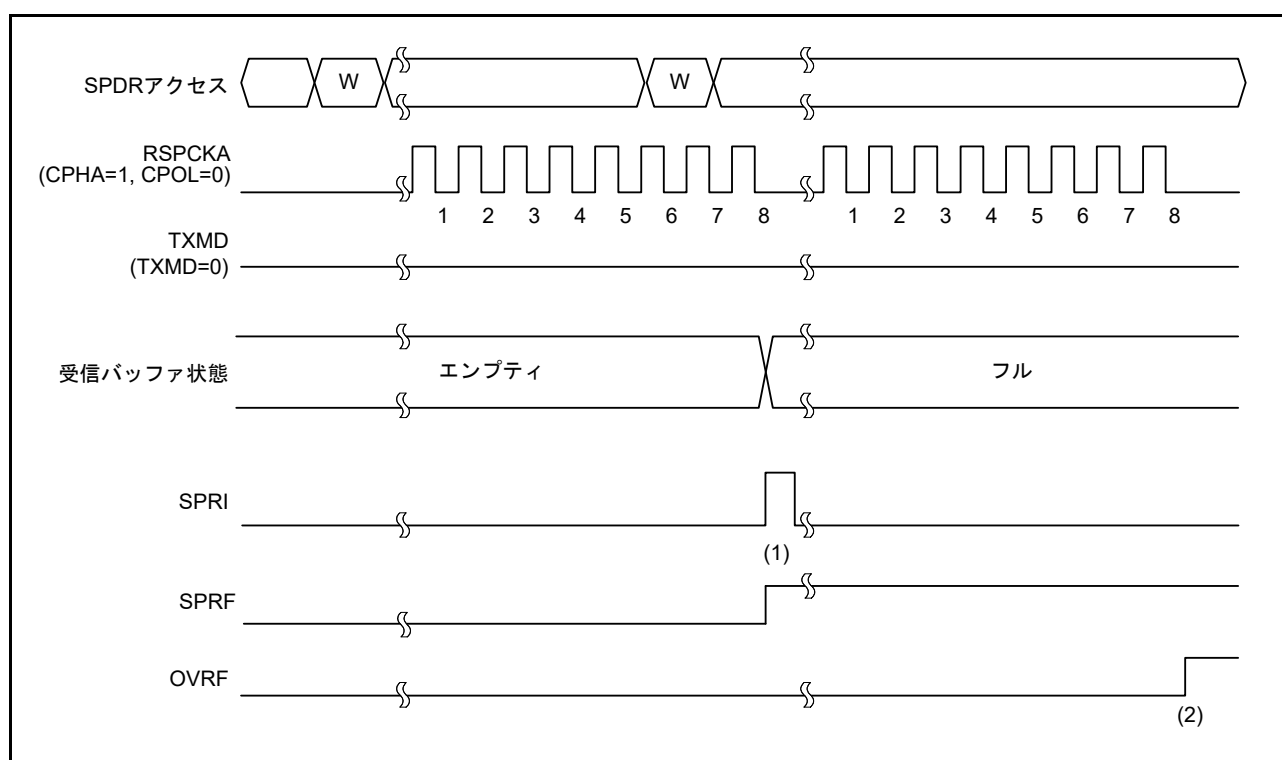 SPDRアクセス W W
RSPCKA
(CPHA=1, CPOL=0)
1 2 3 4 5 6 7 8 1 2 3 4 5 6 7 8
TXMD
(TXMD=0)
受信バッファ状態 エンプティ フル
SPRI
(1)
SPRF
OVRF
(2)